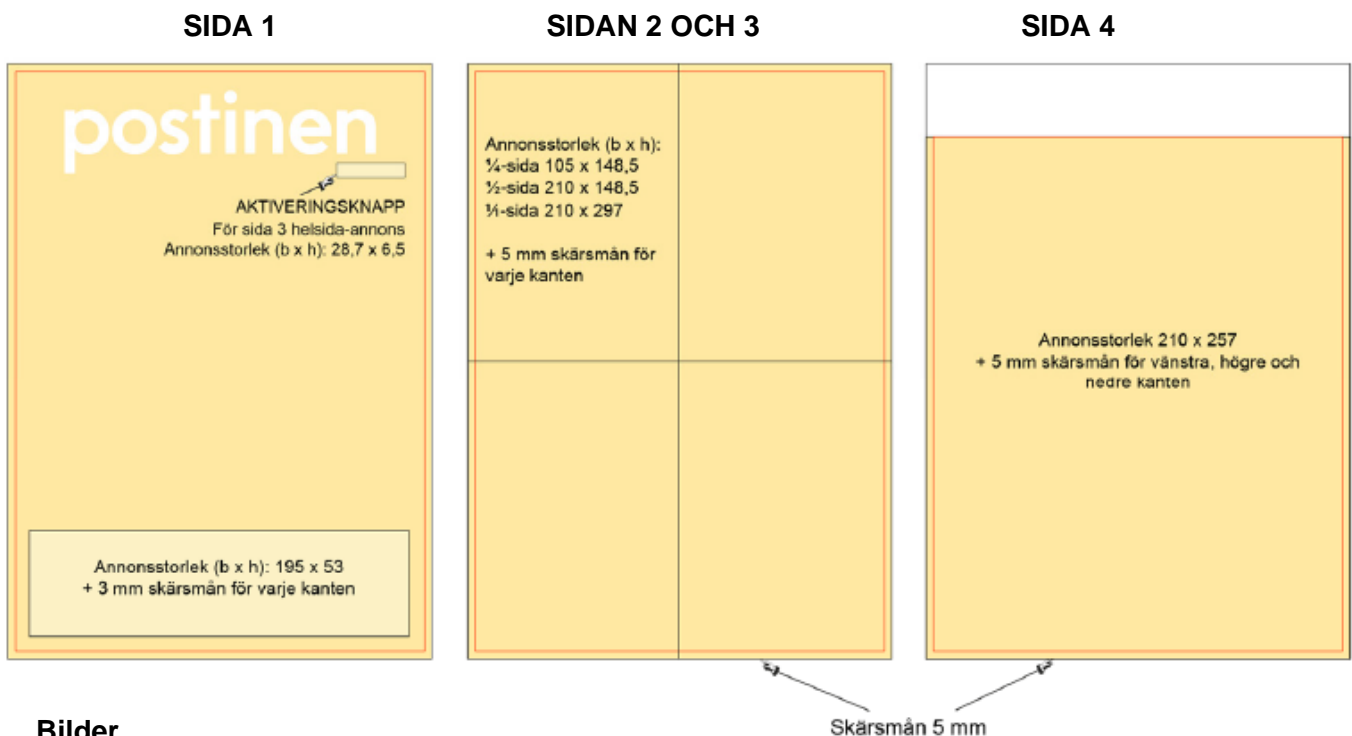 SIDA 1
SIDAN 2 OCH 3
SIDA 4
postinen
AKTIVERINGSKNAPP
För sida 3 helsida-annons
Annonsstorlek (b x h): 28,7 x 6,5
Annonsstorlek (b x h): 195 x 53
+ 3 mm skärsmån för varje kanten
Annonsstorlek (b x h):
¼-sida 105 x 148,5
½-sida 210 x 148,5
¹⁄₁-sida 210 x 297
+ 5 mm skärsmån för
varje kanten
Annonsstorlek 210 x 257
+ 5 mm skärsmån för vänstra, högre och
nedre kanten
Skärsmån 5 mm
Bilder